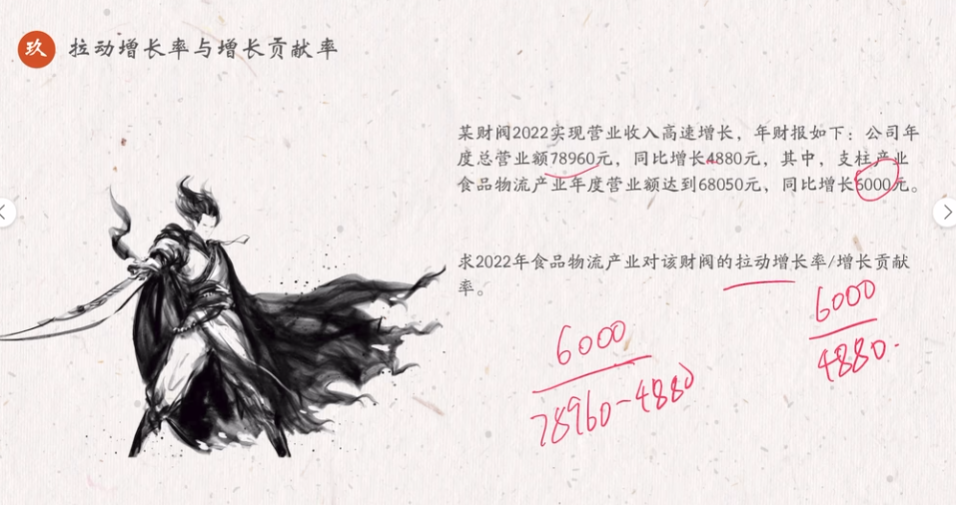 玖 拉动增长率与增长贡献率
某财阀2022实现营业收入高速增长，年财报如下：公司年
度总营业额78960元，同比增长4880元，其中，支柱产业
食品物流产业年度营业额达到68050元，同比增长6000元。
求2022年食品物流产业对该财阀的拉动增长率/增长贡献
率。
6000
78960-4880
6000
4880.